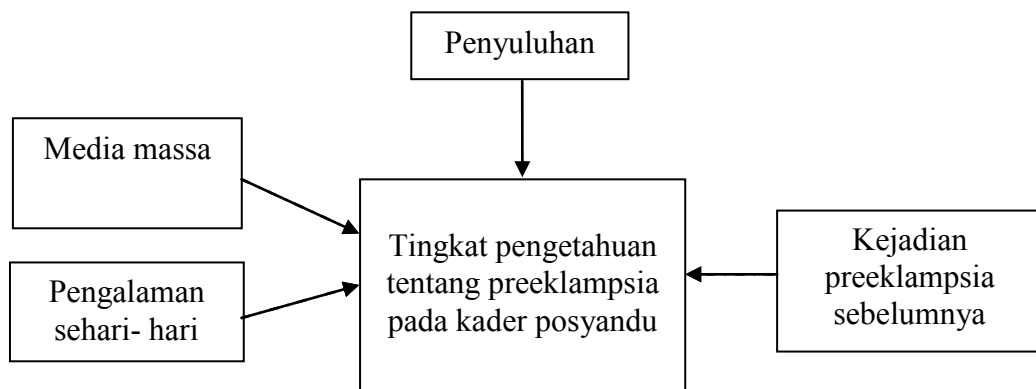 Penyuluhan
Media massa
Tingkat pengetahuan
tentang preeklampsia
pada kader posyandu
Kejadian
preeklampsia
sebelumnya
Pengalaman
sehari- hari